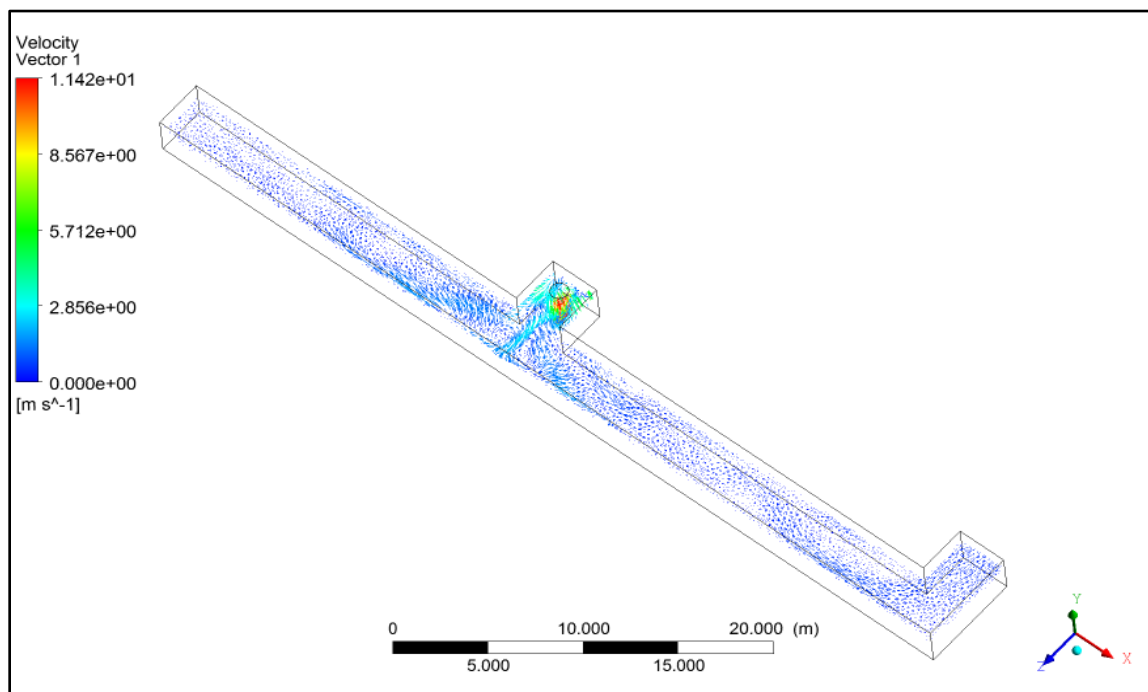 Velocity
Vector 1
1.142e+01
8.567e+00
5.712e+00
2.856e+00
0.000e+00
[m s^-1]
0 10.000 20.000 (m)
5.000 15.000
Y
Z X